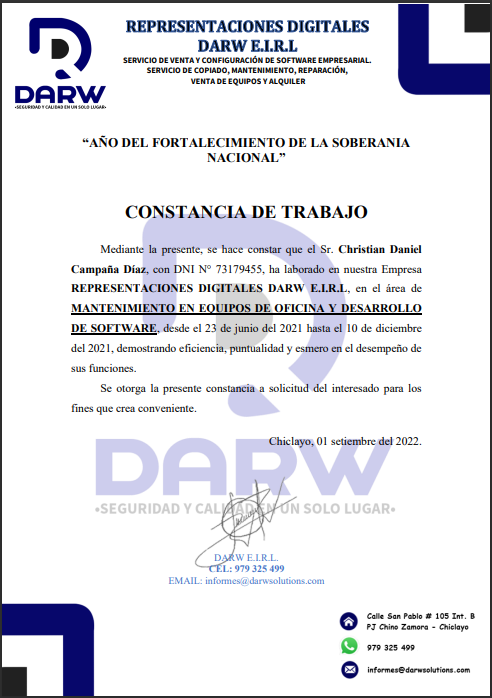 REPRESENTACIONES DIGITALES
DARW E.I.R.L
SERVICIO DE VENTA Y CONFIGURACIÓN DE SOFTWARE EMPRESARIAL.
SERVICIO DE COPIADO, MANTENIMIENTO, REPARACIÓN,
VENTA DE EQUIPOS Y ALQUILER
DARW
•SEGURIDAD Y CALIDAD EN UN SOLO LUGAR•
“AÑO DEL FORTALECIMIENTO DE LA SOBERANIA
NACIONAL”
CONSTANCIA DE TRABAJO
Mediante la presente, se hace constar que el Sr. Christian Daniel
Campaña Díaz, con DNI N° 73179455, ha laborado en nuestra Empresa
REPRESENTACIONES DIGITALES DARW E.I.R.L, en el área de
MANTENIMIENTO EN EQUIPOS DE OFICINA Y DESARROLLO
DE SOFTWARE, desde el 23 de junio del 2021 hasta el 10 de diciembre
del 2021, demostrando eficiencia, puntualidad y esmero en el desempeño de
sus funciones.
Se otorga la presente constancia a solicitud del interesado para los
fines que crea conveniente.
Chiclayo, 01 setiembre del 2022.
DARW
•SEGURIDAD Y CALIDAD EN UN SOLO LUGAR•
DARW E.I.R.L.
CEL: 979 325 499
EMAIL: informes@darwsolutions.com
Calle San Pablo # 105 Int. B
PJ Chino Zamora - Chiclayo
979 325 499
informes@darwsolutions.com